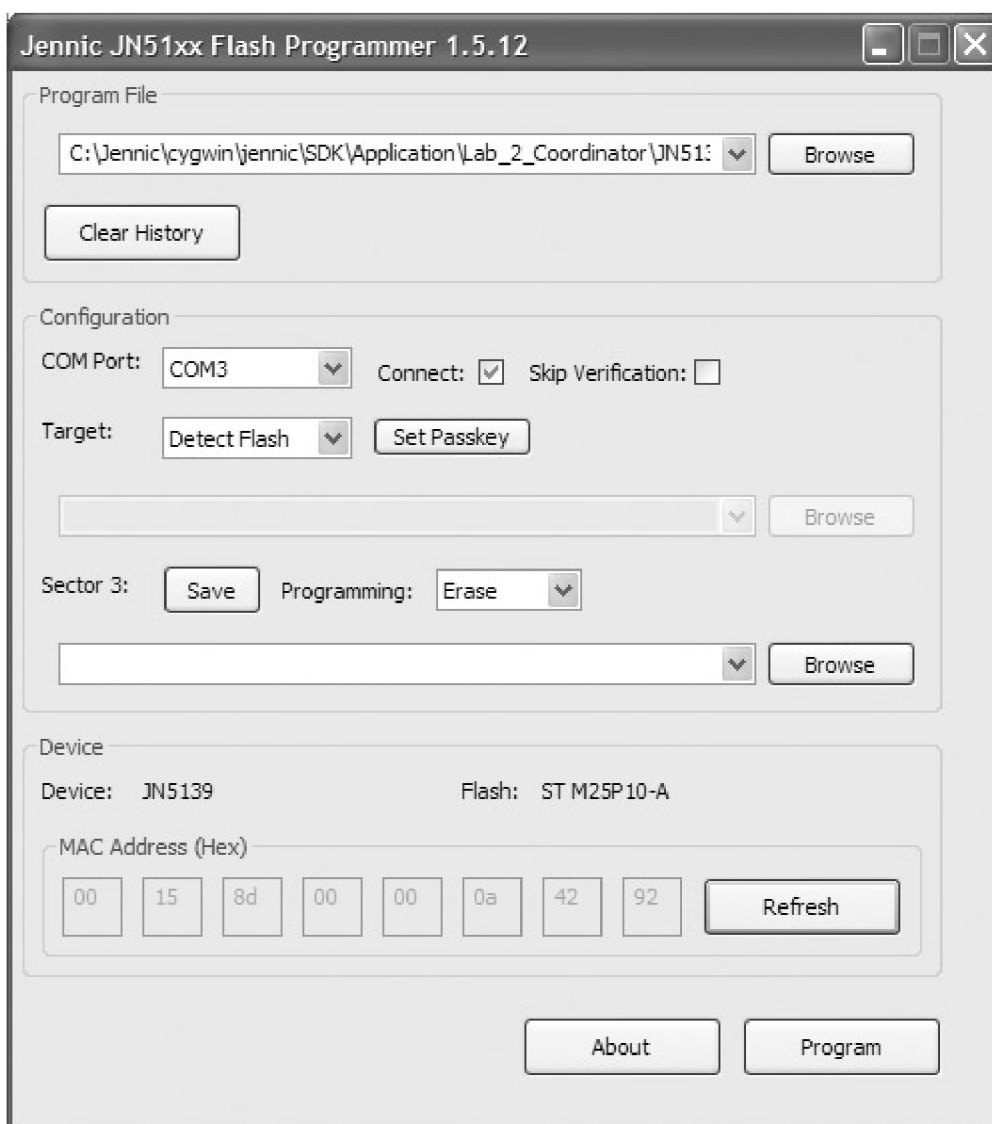 Jennic JN51xx Flash Programmer 1.5.12
Program File
C:\Jennic\cygwin\jennic\SDK\Application\Lab_2_Coordinator\JN513 Browse
Clear History
Configuration
COM Port: COM3 Connect: Skip Verification:
Target: Detect Flash Set Passkey
Browse
Sector 3: Save Programming: Erase
Browse
Device
Device: JN5139 Flash: ST M25P10-A
MAC Address (Hex)
00 15 8d 00 00 0a 42 92 Refresh
About Program